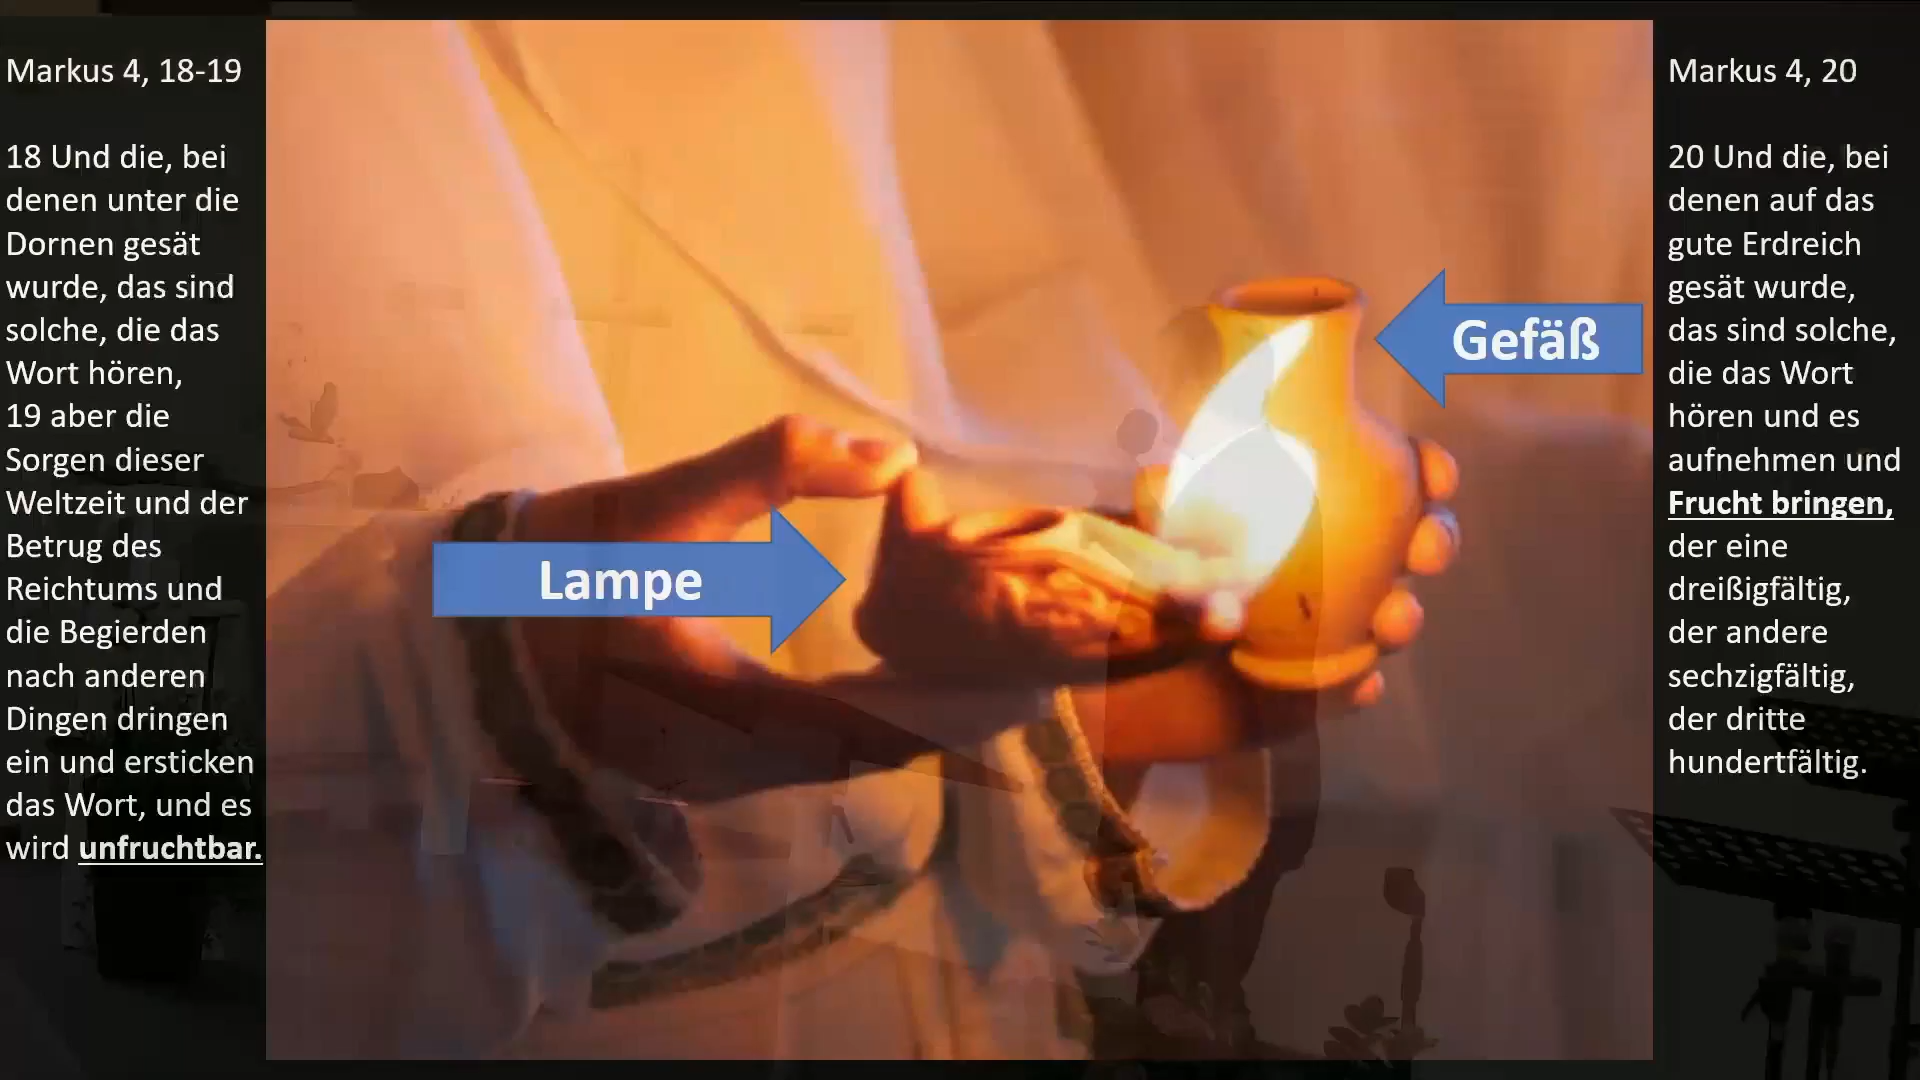 Markus 4, 18-19
18 Und die, bei
denen unter die
Dornen gesät
wurde, das sind
solche, die das
Wort hören,
19 aber die
Sorgen dieser
Weltzeit und der
Betrug des
Reichtums und
die Begierden
nach anderen
Dingen dringen
ein und ersticken
das Wort, und es
wird unfruchtbar.
Lampe
Gefäß
Markus 4, 20
20 Und die, bei
denen auf das
gute Erdreich
gesät wurde,
das sind solche,
die das Wort
hören und es
aufnehmen und
Frucht bringen,
der eine
dreißigfältig,
der andere
sechzigfältig,
der dritte
hundertfältig.